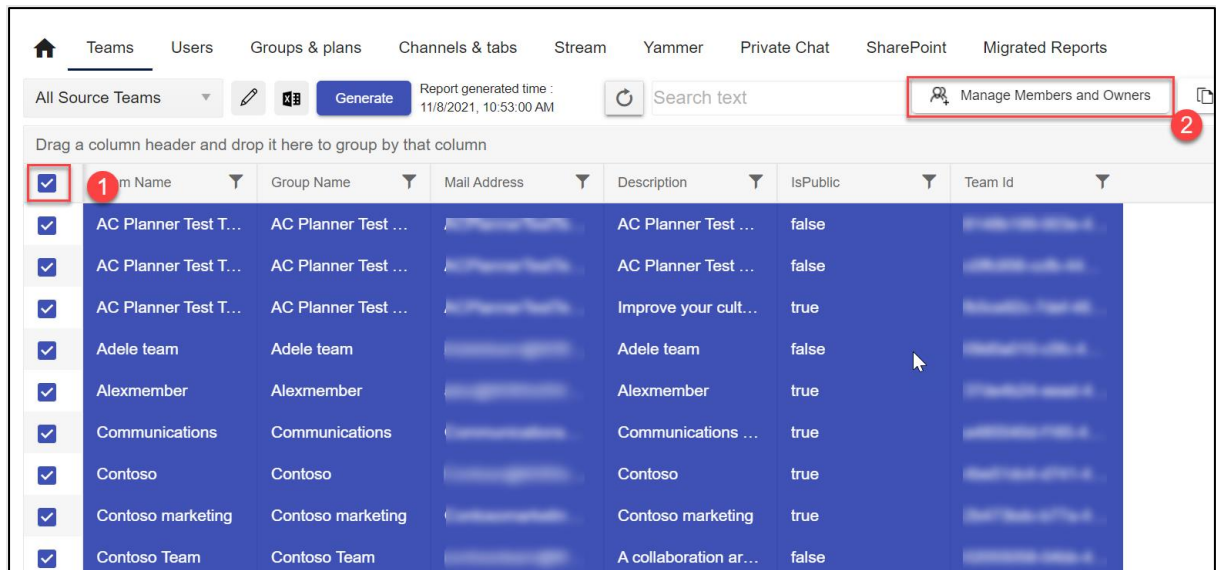 Teams Users Groups & plans Channels & tabs Stream Yammer Private Chat SharePoint Migrated Reports
All Source Teams Generate Report generated time :
11/8/2021, 10:53:00 AM Search text Manage Members and Owners
2
Drag a column header and drop it here to group by that column
1 m Name Group Name Mail Address Description IsPublic Team Id
AC Planner Test T... AC Planner Test ... AC Planner Test ... false
AC Planner Test T... AC Planner Test ... AC Planner Test ... false
AC Planner Test T... AC Planner Test ... Improve your cult... true
Adele team Adele team Adele team false
Alexmember Alexmember Alexmember true
Communications Communications Communications ... true
Contoso Contoso Contoso true
Contoso marketing Contoso marketing Contoso marketing true
Contoso Team Contoso Team A collaboration ar... false